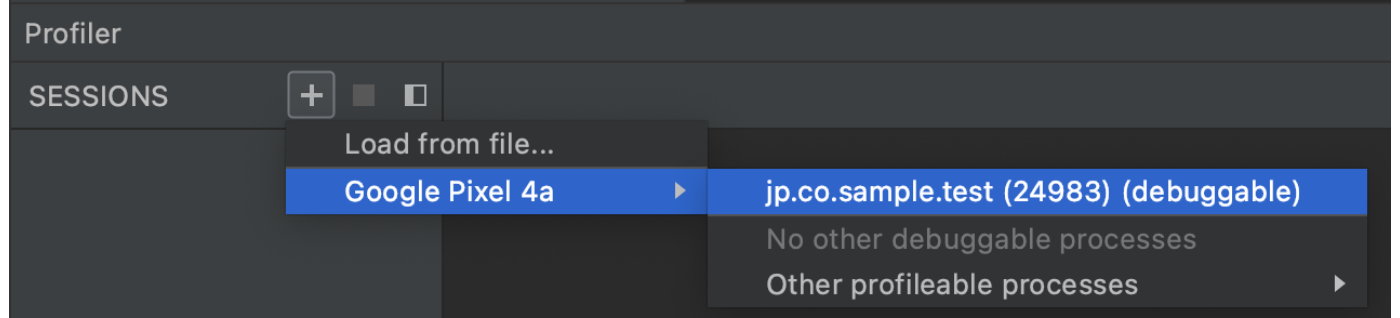 Profiler
SESSIONS
Load from file...
Google Pixel 4a
jp.co.sample.test (24983) (debuggable)
No other debuggable processes
Other profileable processes